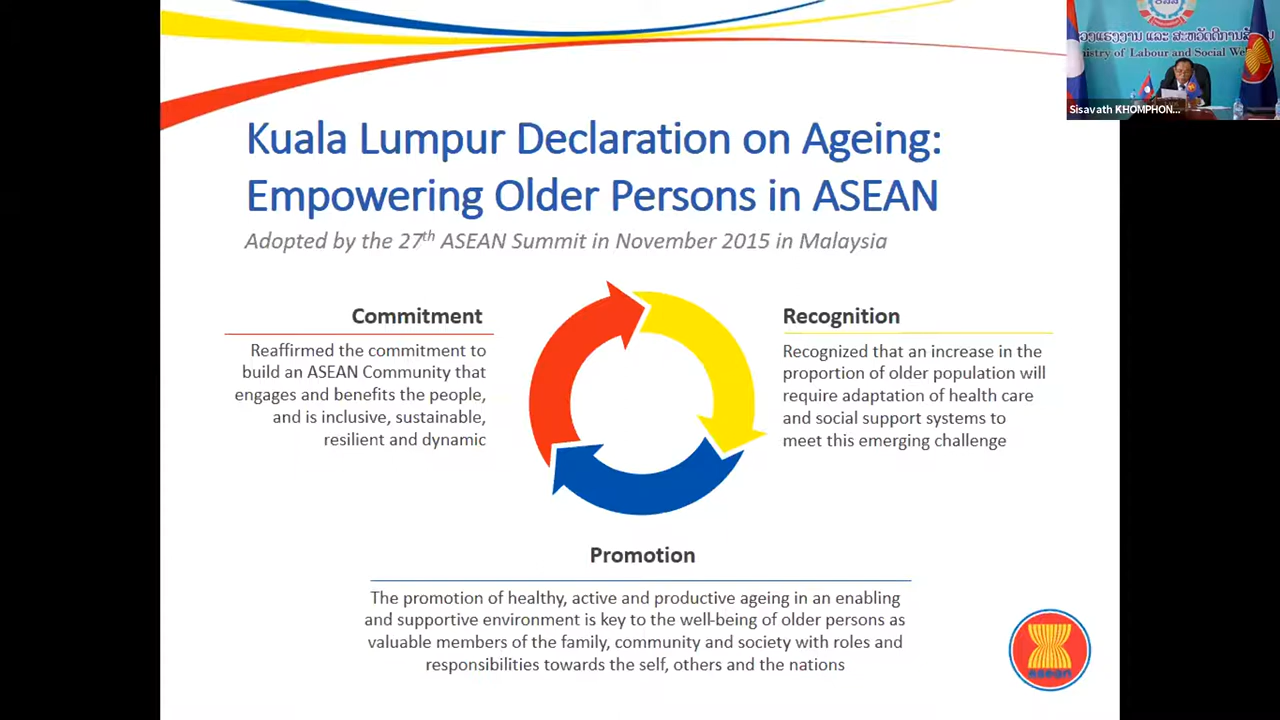 Kuala Lumpur Declaration on Ageing:
Empowering Older Persons in ASEAN
Adopted by the 27th ASEAN Summit in November 2015 in Malaysia
Commitment
Reaffirmed the commitment to
build an ASEAN Community that
engages and benefits the people,
and is inclusive, sustainable,
resilient and dynamic
Recognition
Recognized that an increase in the
proportion of older population will
require adaptation of health care
and social support systems to
meet this emerging challenge
Promotion
The promotion of healthy, active and productive ageing in an enabling
and supportive environment is key to the well-being of older persons as
valuable members of the family, community and society with roles and
responsibilities towards the self, others and the nations
asean
of Labour and Social
Sisavath KHOMPHON...